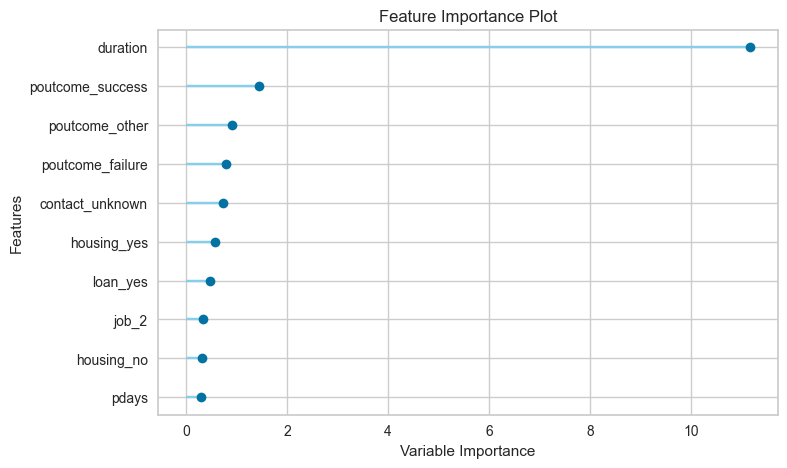 Feature Importance Plot
Features
duration
poutcome_success
poutcome_other
poutcome_failure
contact_unknown
housing_yes
loan_yes
job_2
housing_no
pdays
0 2 4 6 8 10
Variable Importance